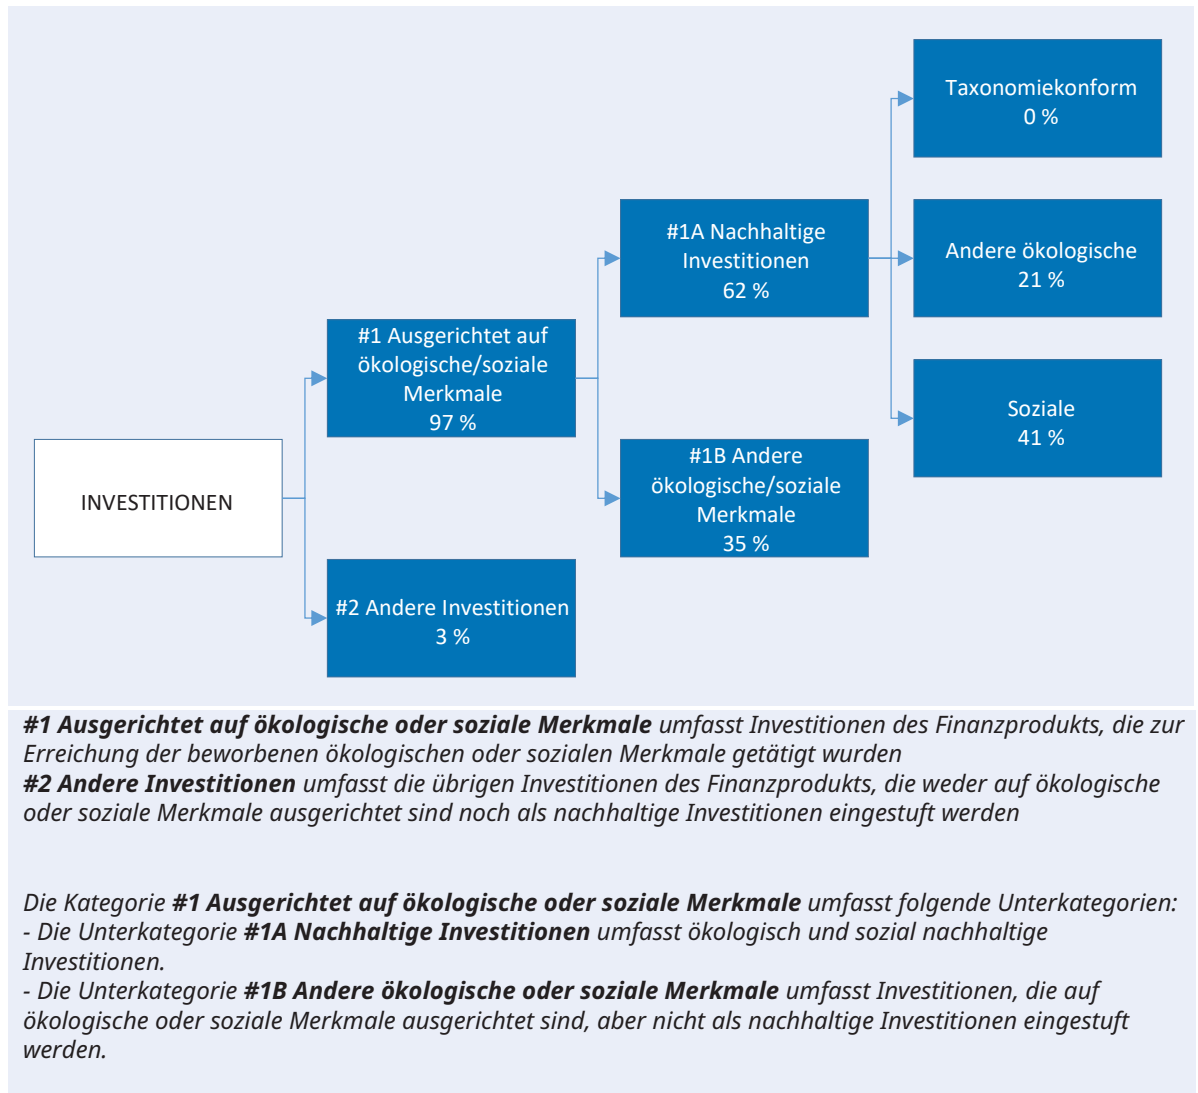 Taxonomiekonform
0 %
#1A Nachhaltige
Investitionen
62 %
Andere ökologische
21 %
#1 Ausgerichtet auf
ökologische/soziale
Merkmale
97 %
Soziale
41 %
#1B Andere
ökologische/soziale
Merkmale
35 %
INVESTITIONEN
#2 Andere Investitionen
3 %
#1 Ausgerichtet auf ökologische oder soziale Merkmale umfasst Investitionen des Finanzprodukts, die zur
Erreichung der beworbenen ökologischen oder sozialen Merkmale getätigt wurden
#2 Andere Investitionen umfasst die übrigen Investitionen des Finanzprodukts, die weder auf ökologische
oder soziale Merkmale ausgerichtet sind noch als nachhaltige Investitionen eingestuft werden
Die Kategorie #1 Ausgerichtet auf ökologische oder soziale Merkmale umfasst folgende Unterkategorien:
- Die Unterkategorie #1A Nachhaltige Investitionen umfasst ökologisch und sozial nachhaltige
Investitionen.
- Die Unterkategorie #1B Andere ökologische oder soziale Merkmale umfasst Investitionen, die auf
ökologische oder soziale Merkmale ausgerichtet sind, aber nicht als nachhaltige Investitionen eingestuft
werden.